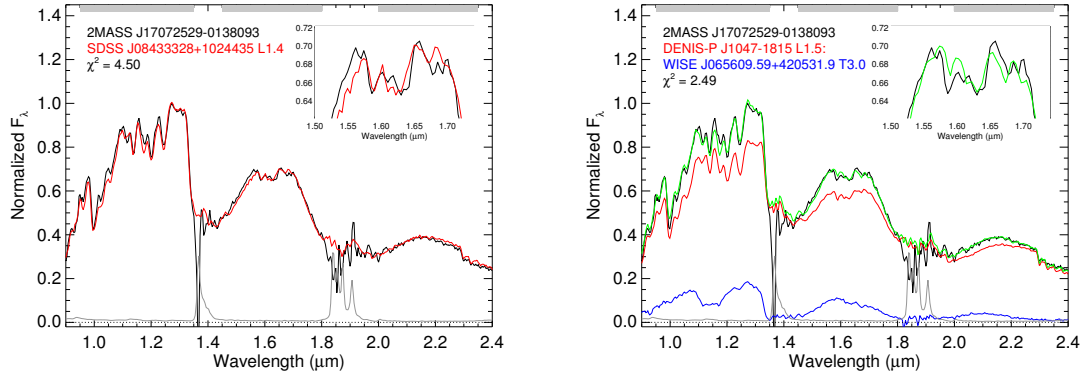 2MASS J17072529-0138093
SDSS J08433328+1024435 L1.4
χ² = 4.50
0.72
0.70
0.68
0.66
0.64
1.50 1.55 1.60 1.65 1.70
Wavelength (μm)
Normalized Fλ
1.4
1.2
1.0
0.8
0.6
0.4
0.2
0.0
1.0 1.2 1.4 1.6 1.8 2.0 2.2 2.4
Wavelength (μm)
2MASS J17072529-0138093
DENIS-P J1047-1815 L1.5:
WISE J065609.59+420531.9 T3.0
χ² = 2.49
0.72
0.70
0.68
0.66
0.64
1.50 1.55 1.60 1.65 1.70
Wavelength (μm)
Normalized Fλ
1.4
1.2
1.0
0.8
0.6
0.4
0.2
0.0
1.0 1.2 1.4 1.6 1.8 2.0 2.2 2.4
Wavelength (μm)